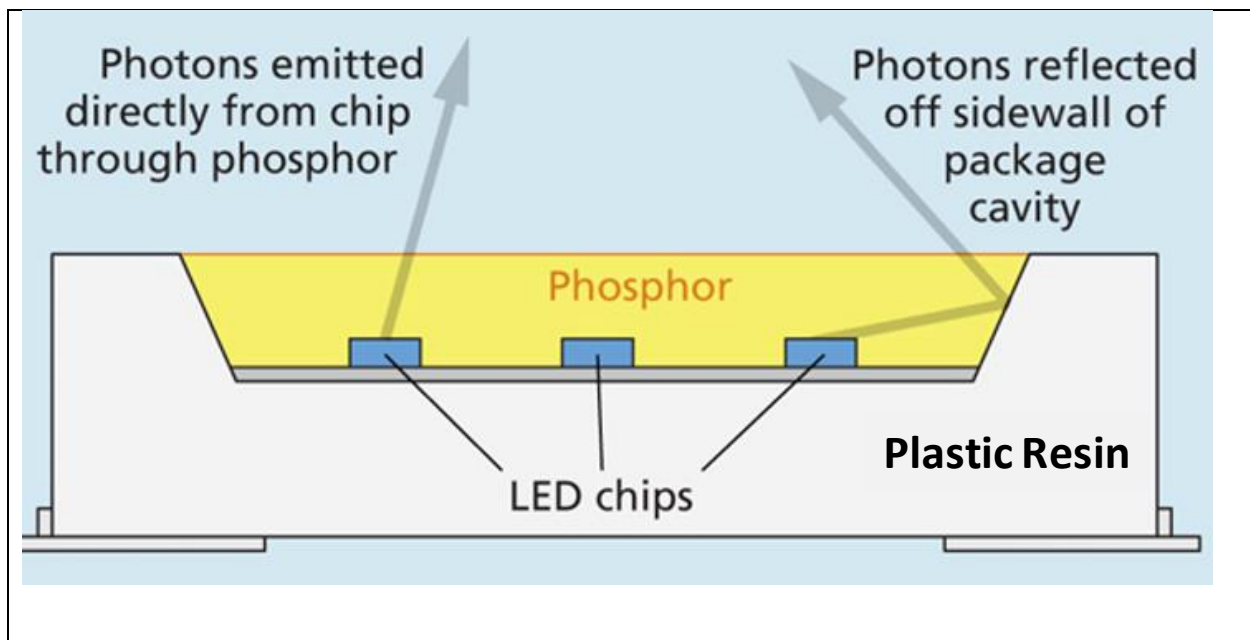 Photons emitted
directly from chip
through phosphor
Photons reflected
off sidewall of
package
cavity
Phosphor
Plastic Resin
LED chips